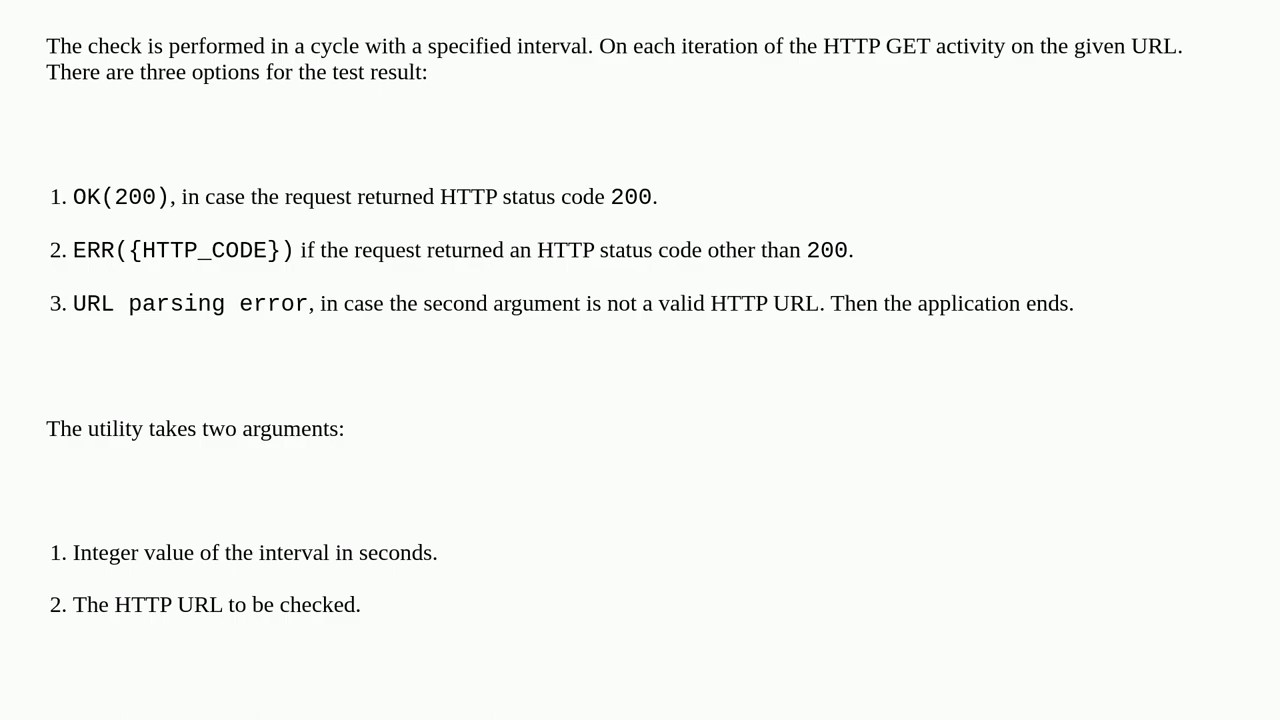 The check is performed in a cycle with a specified interval. On each iteration of the HTTP GET activity on the given URL.
There are three options for the test result:
1. OK(200), in case the request returned HTTP status code 200.
2. ERR({HTTP_CODE}) if the request returned an HTTP status code other than 200.
3. URL parsing error, in case the second argument is not a valid HTTP URL. Then the application ends.
The utility takes two arguments:
1. Integer value of the interval in seconds.
2. The HTTP URL to be checked.